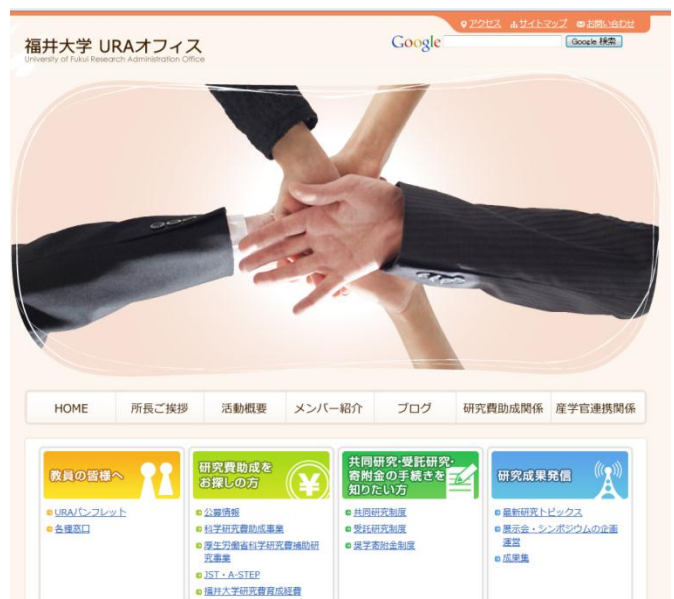 アクセス サイトマップ お問い合わせ
福井大学 URAオフィス
University of Fukui Research Administration Office
Google Google 検索
HOME 所長ご挨拶 活動概要 メンバー紹介 ブログ 研究費助成関係 産学官連携関係
教員の皆様へ
URAパンフレット
各種窓口
研究費助成を
お探しの方
公募情報
科学研究費助成事業
厚生労働省科学研究費補助研
究事業
JST・A-STEP
福井大学研究費育成経費
共同研究・受託研究・
寄附金の手続きを
知りたい方
共同研究制度
受託研究制度
奨学寄附金制度
研究成果発信
最新研究トピックス
展示会・シンポジウムの企画
運営
成果集